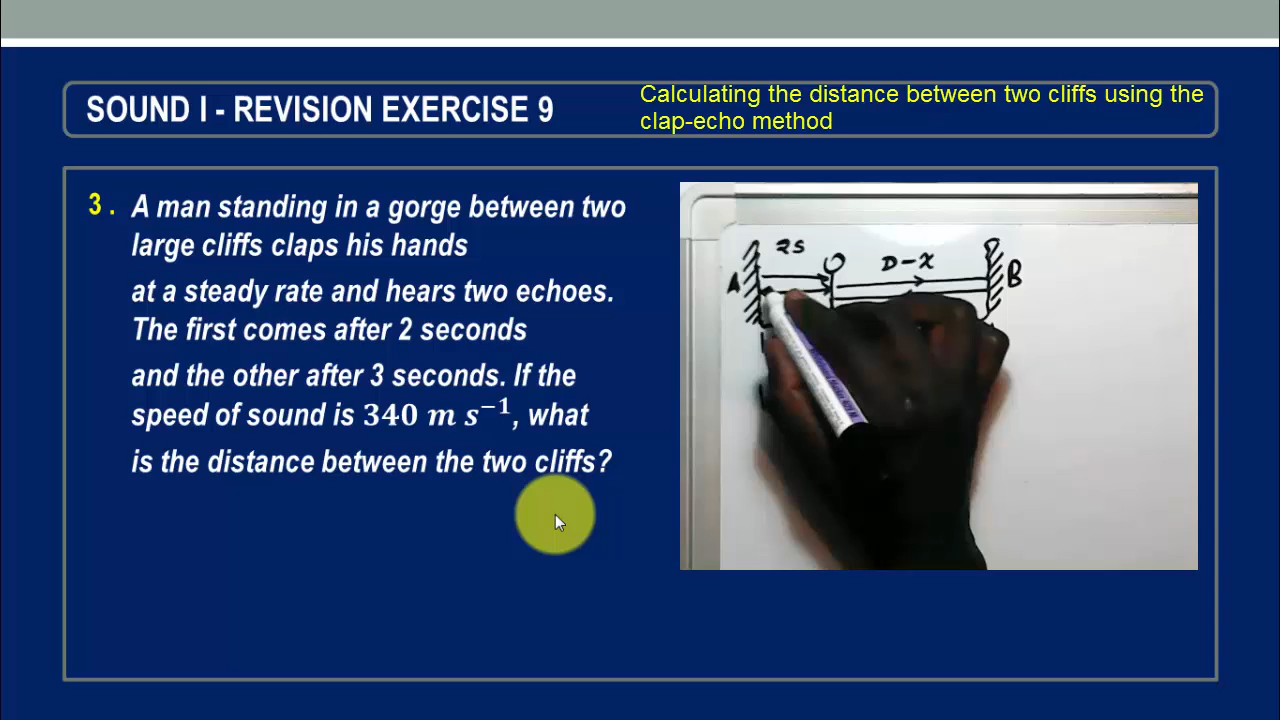 SOUND I - REVISION EXERCISE 9
Calculating the distance between two cliffs using the
clap-echo method
3 . A man standing in a gorge between two
large cliffs claps his hands
at a steady rate and hears two echoes.
The first comes after 2 seconds
and the other after 3 seconds. If the
speed of sound is 340 m s⁻¹, what
is the distance between the two cliffs?
2s
D-x
A
B